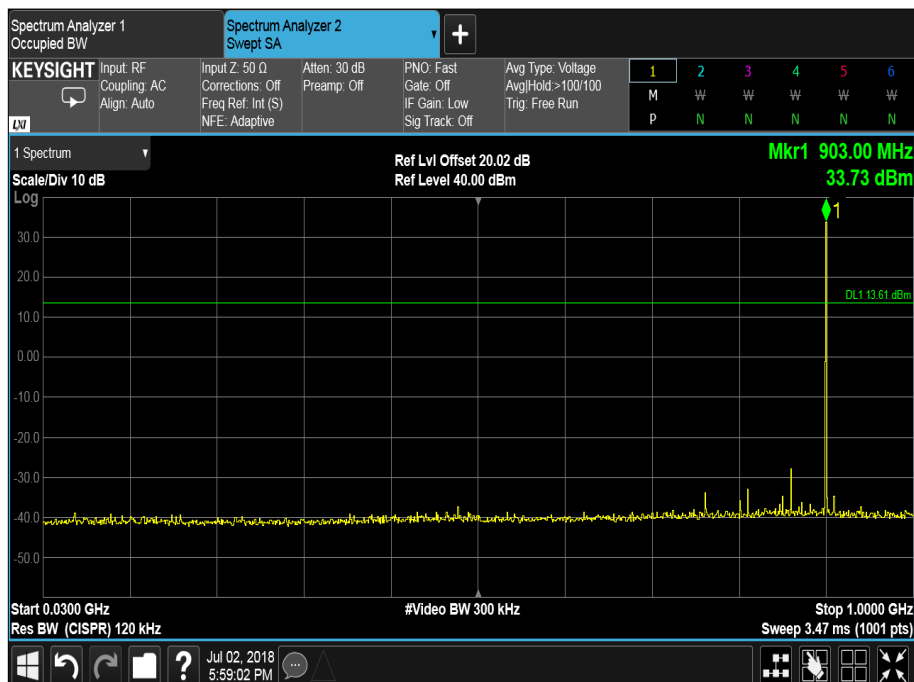 Spectrum Analyzer 1
Occupied BW
Spectrum Analyzer 2
Swept SA
KEYSIGHT
LXI
Input: RF
Coupling: AC
Align: Auto
Input Z: 50 Ω
Corrections: Off
Freq Ref: Int (S)
NFE: Adaptive
Atten: 30 dB
Preamp: Off
PNO: Fast
Gate: Off
IF Gain: Low
Sig Track: Off
Avg Type: Voltage
Avg|Hold:>100/100
Trig: Free Run
1 2 3 4 5 6
M W W W W W
P N N N N N
1 Spectrum
Scale/Div 10 dB
Ref Lvl Offset 20.02 dB
Ref Level 40.00 dBm
Mkr1 903.00 MHz
33.73 dBm
Log
1
30.0
20.0
DL1 13.61 dBm
10.0
0.00
-10.0
-20.0
-30.0
-40.0
-50.0
Start 0.0300 GHz
#Video BW 300 kHz
Stop 1.0000 GHz
Res BW (CISPR) 120 kHz
Sweep 3.47 ms (1001 pts)
?
Jul 02, 2018
5:59:02 PM